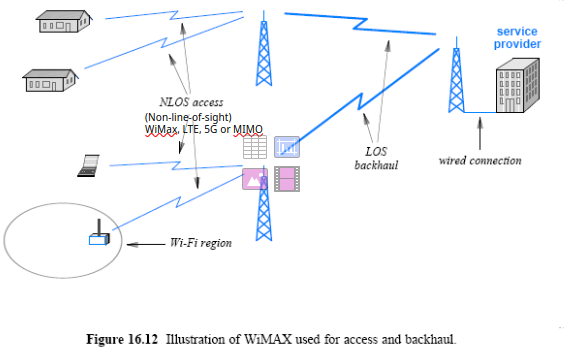 service
provider
NLOS access
(Non-line-of-sight)
WiMax, LTE, 5G or MIMO
LOS
backhaul
wired connection
Wi-Fi region
Figure 16.12 Illustration of WiMAX used for access and backhaul.